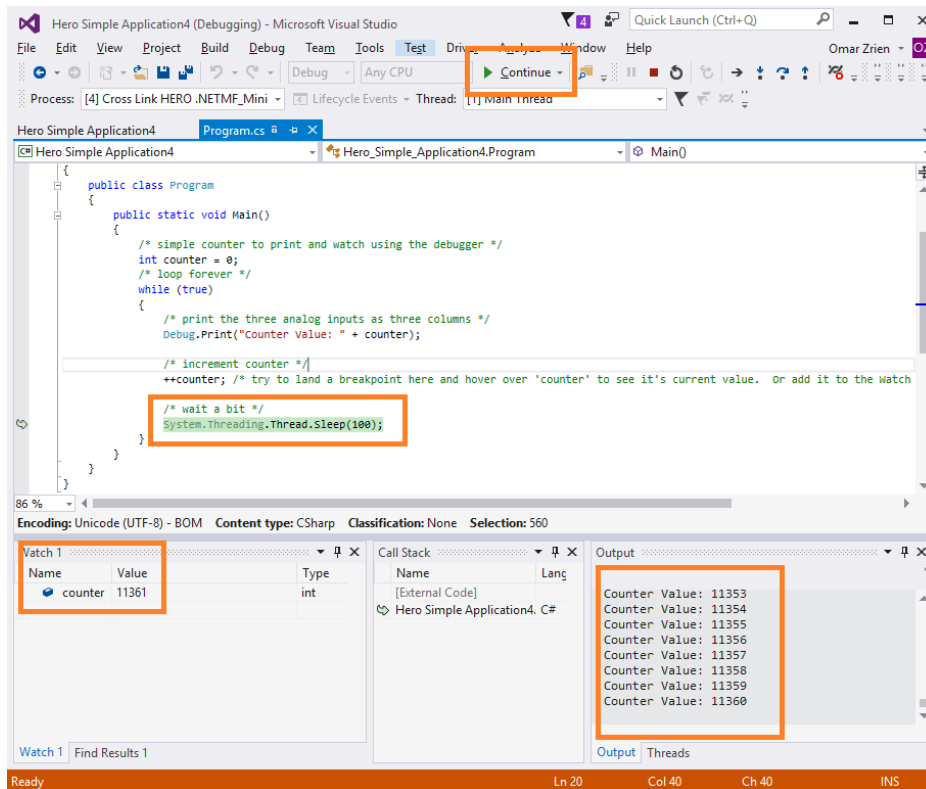 Hero Simple Application4 (Debugging) - Microsoft Visual Studio 4 Quick Launch (Ctrl+Q)
File Edit View Project Build Debug Team Tools Test Window Help Omar Zrien OZ
Debug Any CPU Continue
Process: [4] Cross Link HERO .NETMF_Mini Lifecycle Events Thread: [1] Main Thread
Hero Simple Application4 Program.cs
C# Hero Simple Application4 Hero_Simple_Application4.Program Main()
{
public class Program
{
public static void Main()
{
/* simple counter to print and watch using the debugger */
int counter = 0;
/* loop forever */
while (true)
{
/* print the three analog inputs as three columns */
Debug.Print("Counter Value: " + counter);
/* increment counter */
++counter; /* try to land a breakpoint here and hover over 'counter' to see it's current value. Or add it to the Watch
/* wait a bit */
System.Threading.Thread.Sleep(100);
}
}
}
}
86 %
Encoding: Unicode (UTF-8) - BOM Content type: CSharp Classification: None Selection: 560
Watch 1 Call Stack Output
Name Value Type Name Lang
counter 11361 int [External Code]
Hero Simple Application4. C#
Counter Value: 11353
Counter Value: 11354
Counter Value: 11355
Counter Value: 11356
Counter Value: 11357
Counter Value: 11358
Counter Value: 11359
Counter Value: 11360
Watch 1 Find Results 1 Output Threads
Ready Ln 20 Col 40 Ch 40 INS